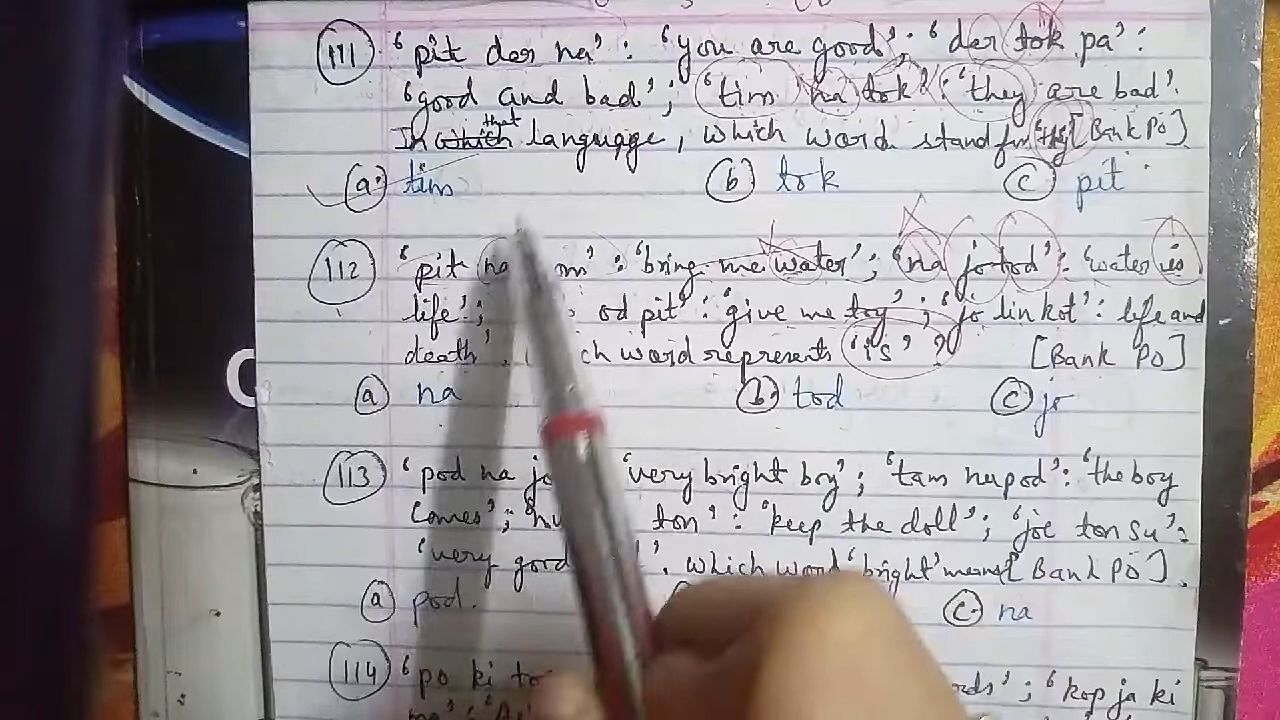 111 'pit der na' : 'you are good'; 'der tok pa' :
'good and bad'; 'tim na tok' : 'they are bad'.
In that language, which word stand for 'they' [Bank PO]
(a) tim (b) tok (c) pit
112 'pit na m' : 'bring me water'; 'na jo tod' : 'water is
life'; od pit' : 'give me toy'; 'jo lin kot' : life and
death'. ch word represents 'is' ? [Bank PO]
(a) na (b) tod (c) jo
113 'pod na jo 'very bright boy'; 'tam nu pod' : 'the boy
comes'; 'nu ton' : 'keep the doll'; 'joc ton su' :
'very good '. which word 'bright' means [Bank PO].
(a) pod. (c) na
114 'po ki to rds'; 'kop ja ki